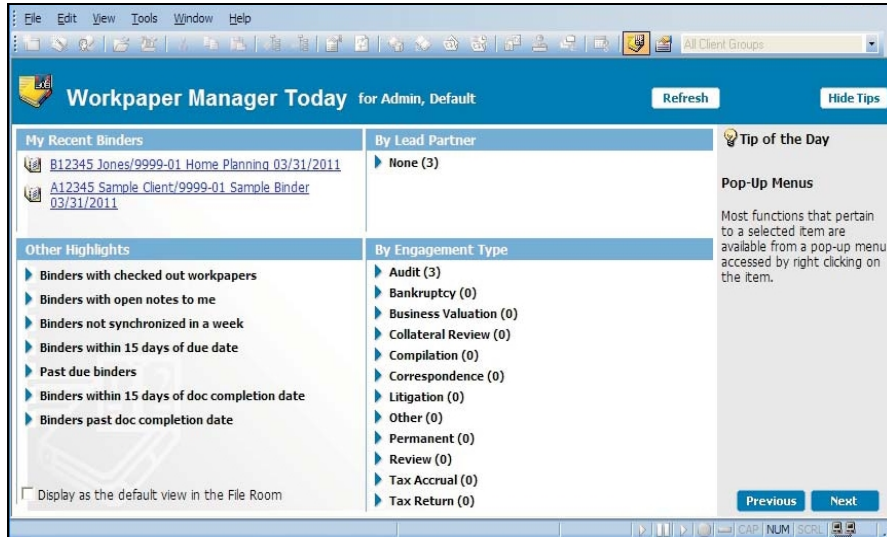 File Edit View Tools Window Help
All Client Groups
Workpaper Manager Today for Admin, Default
Refresh
Hide Tips
My Recent Binders
B12345 Jones/9999-01 Home Planning 03/31/2011
A12345 Sample Client/9999-01 Sample Binder
03/31/2011
By Lead Partner
None (3)
Other Highlights
Binders with checked out workpapers
Binders with open notes to me
Binders not synchronized in a week
Binders within 15 days of due date
Past due binders
Binders within 15 days of doc completion date
Binders past doc completion date
Display as the default view in the File Room
By Engagement Type
Audit (3)
Bankruptcy (0)
Business Valuation (0)
Collateral Review (0)
Compilation (0)
Correspondence (0)
Litigation (0)
Other (0)
Permanent (0)
Review (0)
Tax Accrual (0)
Tax Return (0)
Tip of the Day
Pop-Up Menus
Most functions that pertain
to a selected item are
available from a pop-up menu
accessed by right clicking on
the item.
Previous
Next
CAP NUM SCRL